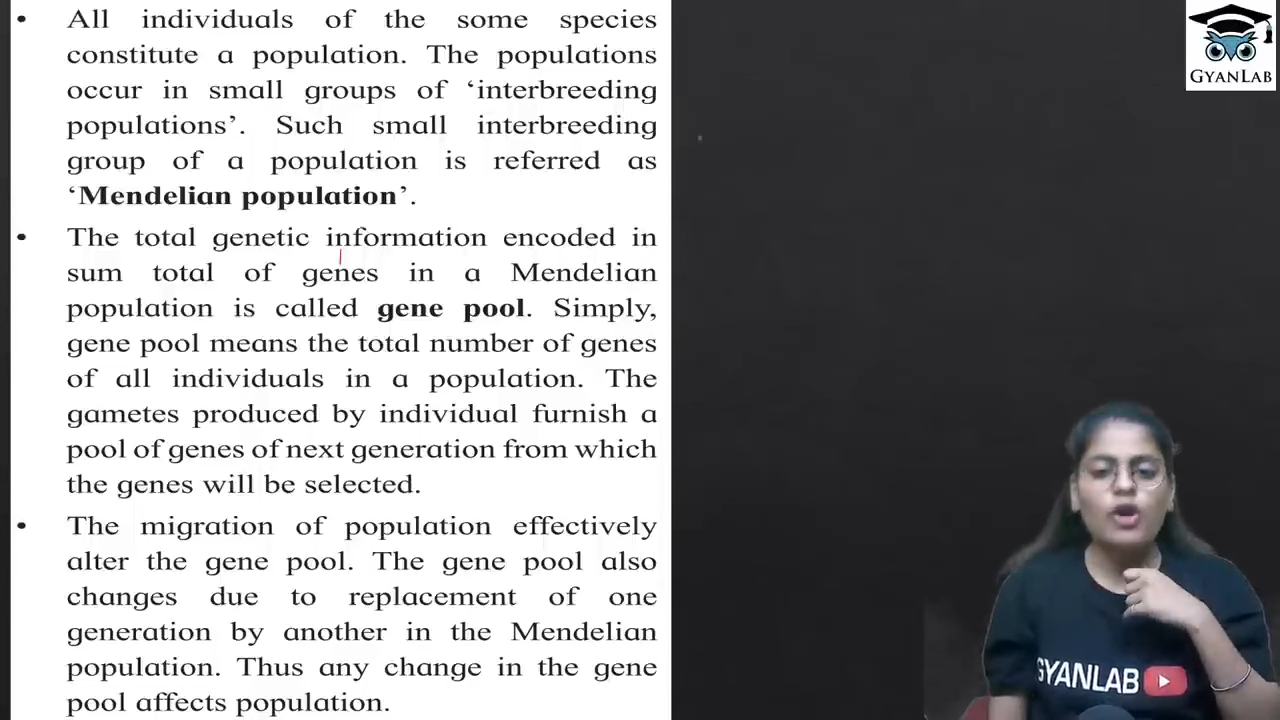 • All individuals of the some species
constitute a population. The populations
occur in small groups of ‘interbreeding
populations’. Such small interbreeding
group of a population is referred as
‘Mendelian population’.
• The total genetic information encoded in
sum total of genes in a Mendelian
population is called gene pool. Simply,
gene pool means the total number of genes
of all individuals in a population. The
gametes produced by individual furnish a
pool of genes of next generation from which
the genes will be selected.
• The migration of population effectively
alter the gene pool. The gene pool also
changes due to replacement of one
generation by another in the Mendelian
population. Thus any change in the gene
pool affects population.
GYANLAB
GYANLAB